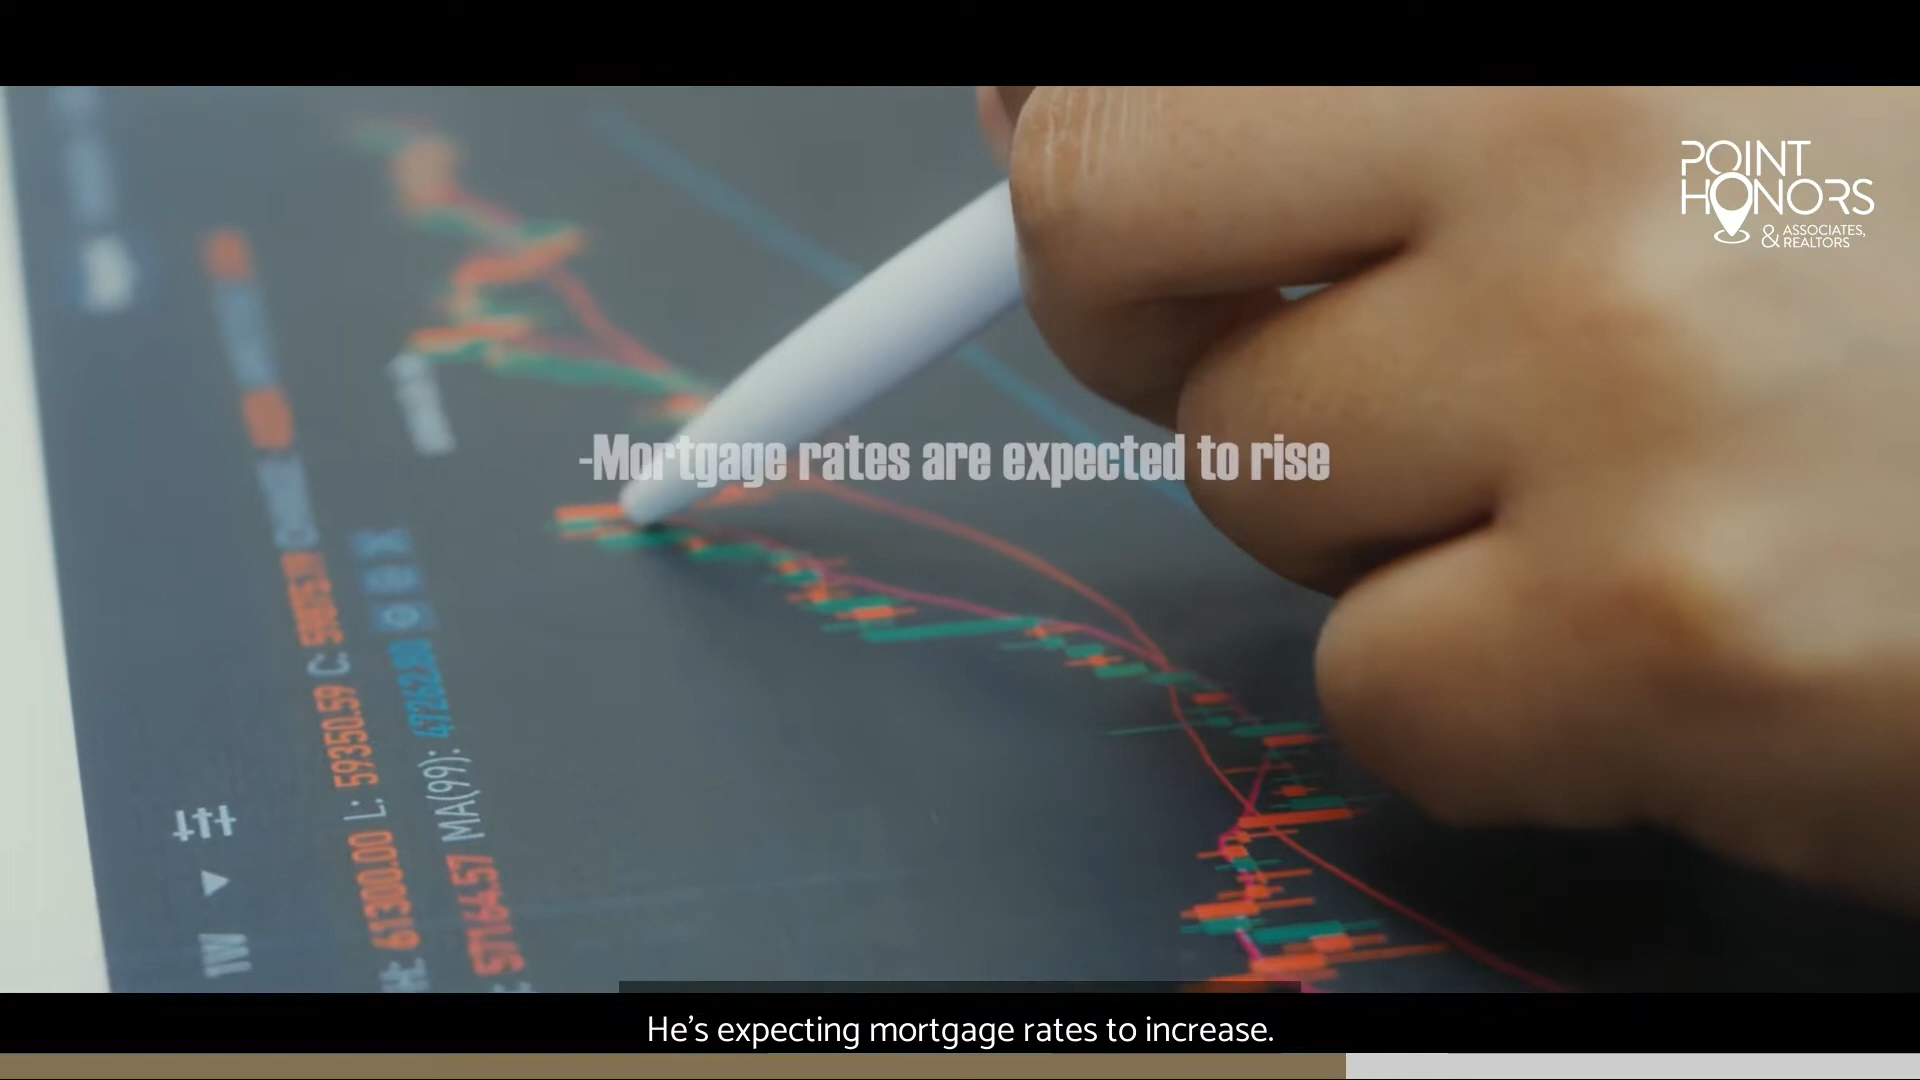 POINT
HONORS
& ASSOCIATES,
REALTORS
-Mortgage rates are expected to rise
1W
H: 61300.00 L: 59350.59 C:
57164.57 MA(99): 47262.80
He's expecting mortgage rates to increase.